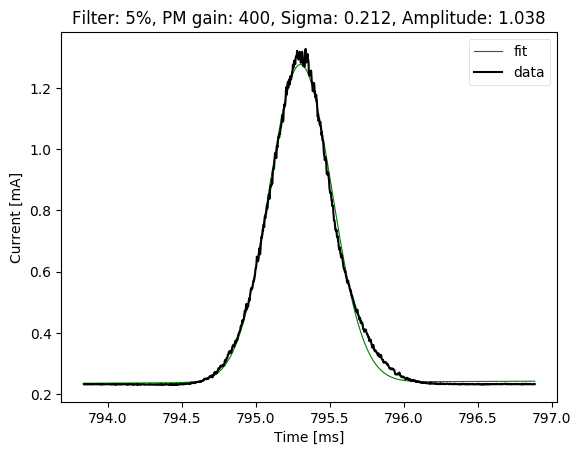 Filter: 5%, PM gain: 400, Sigma: 0.212, Amplitude: 1.038
fit
data
1.2
1.0
0.8
0.6
0.4
0.2
Current [mA]
794.0 794.5 795.0 795.5 796.0 796.5 797.0
Time [ms]